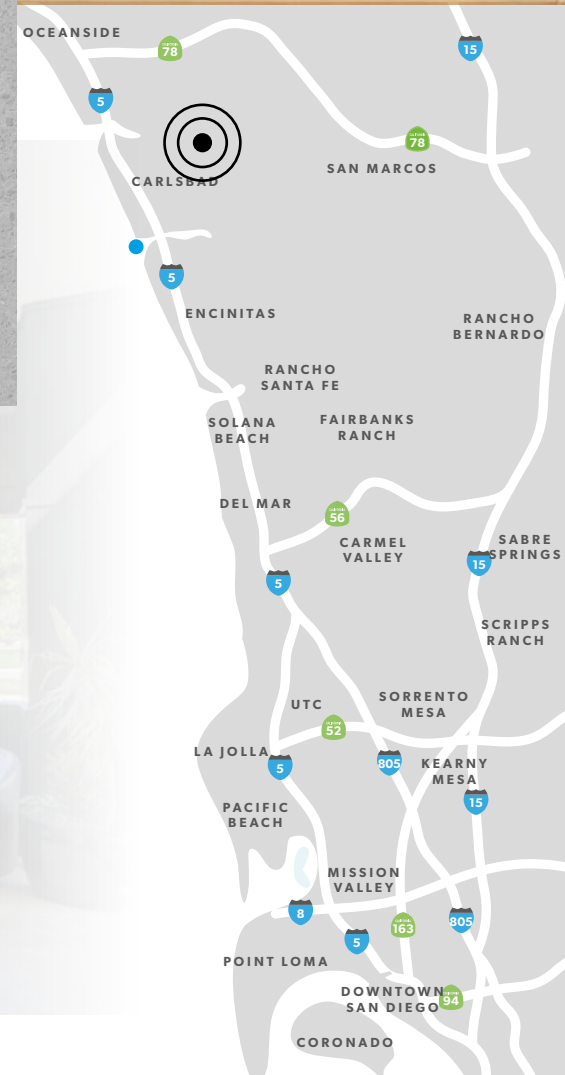 OCEANSIDE
78
15
5
78
SAN MARCOS
CARLSBAD
5
ENCINITAS
RANCHO
BERNARDO
RANCHO
SANTA FE
SOLANA
BEACH
FAIRBANKS
RANCH
DEL MAR
56
CARMEL
VALLEY
SABRE
SPRINGS
15
5
SCRIPPS
RANCH
UTC
SORRENTO
MESA
52
LA JOLLA
5
805
KEARNY
MESA
15
PACIFIC
BEACH
MISSION
VALLEY
8
163
805
5
POINT LOMA
DOWNTOWN
SAN DIEGO
94
CORONADO